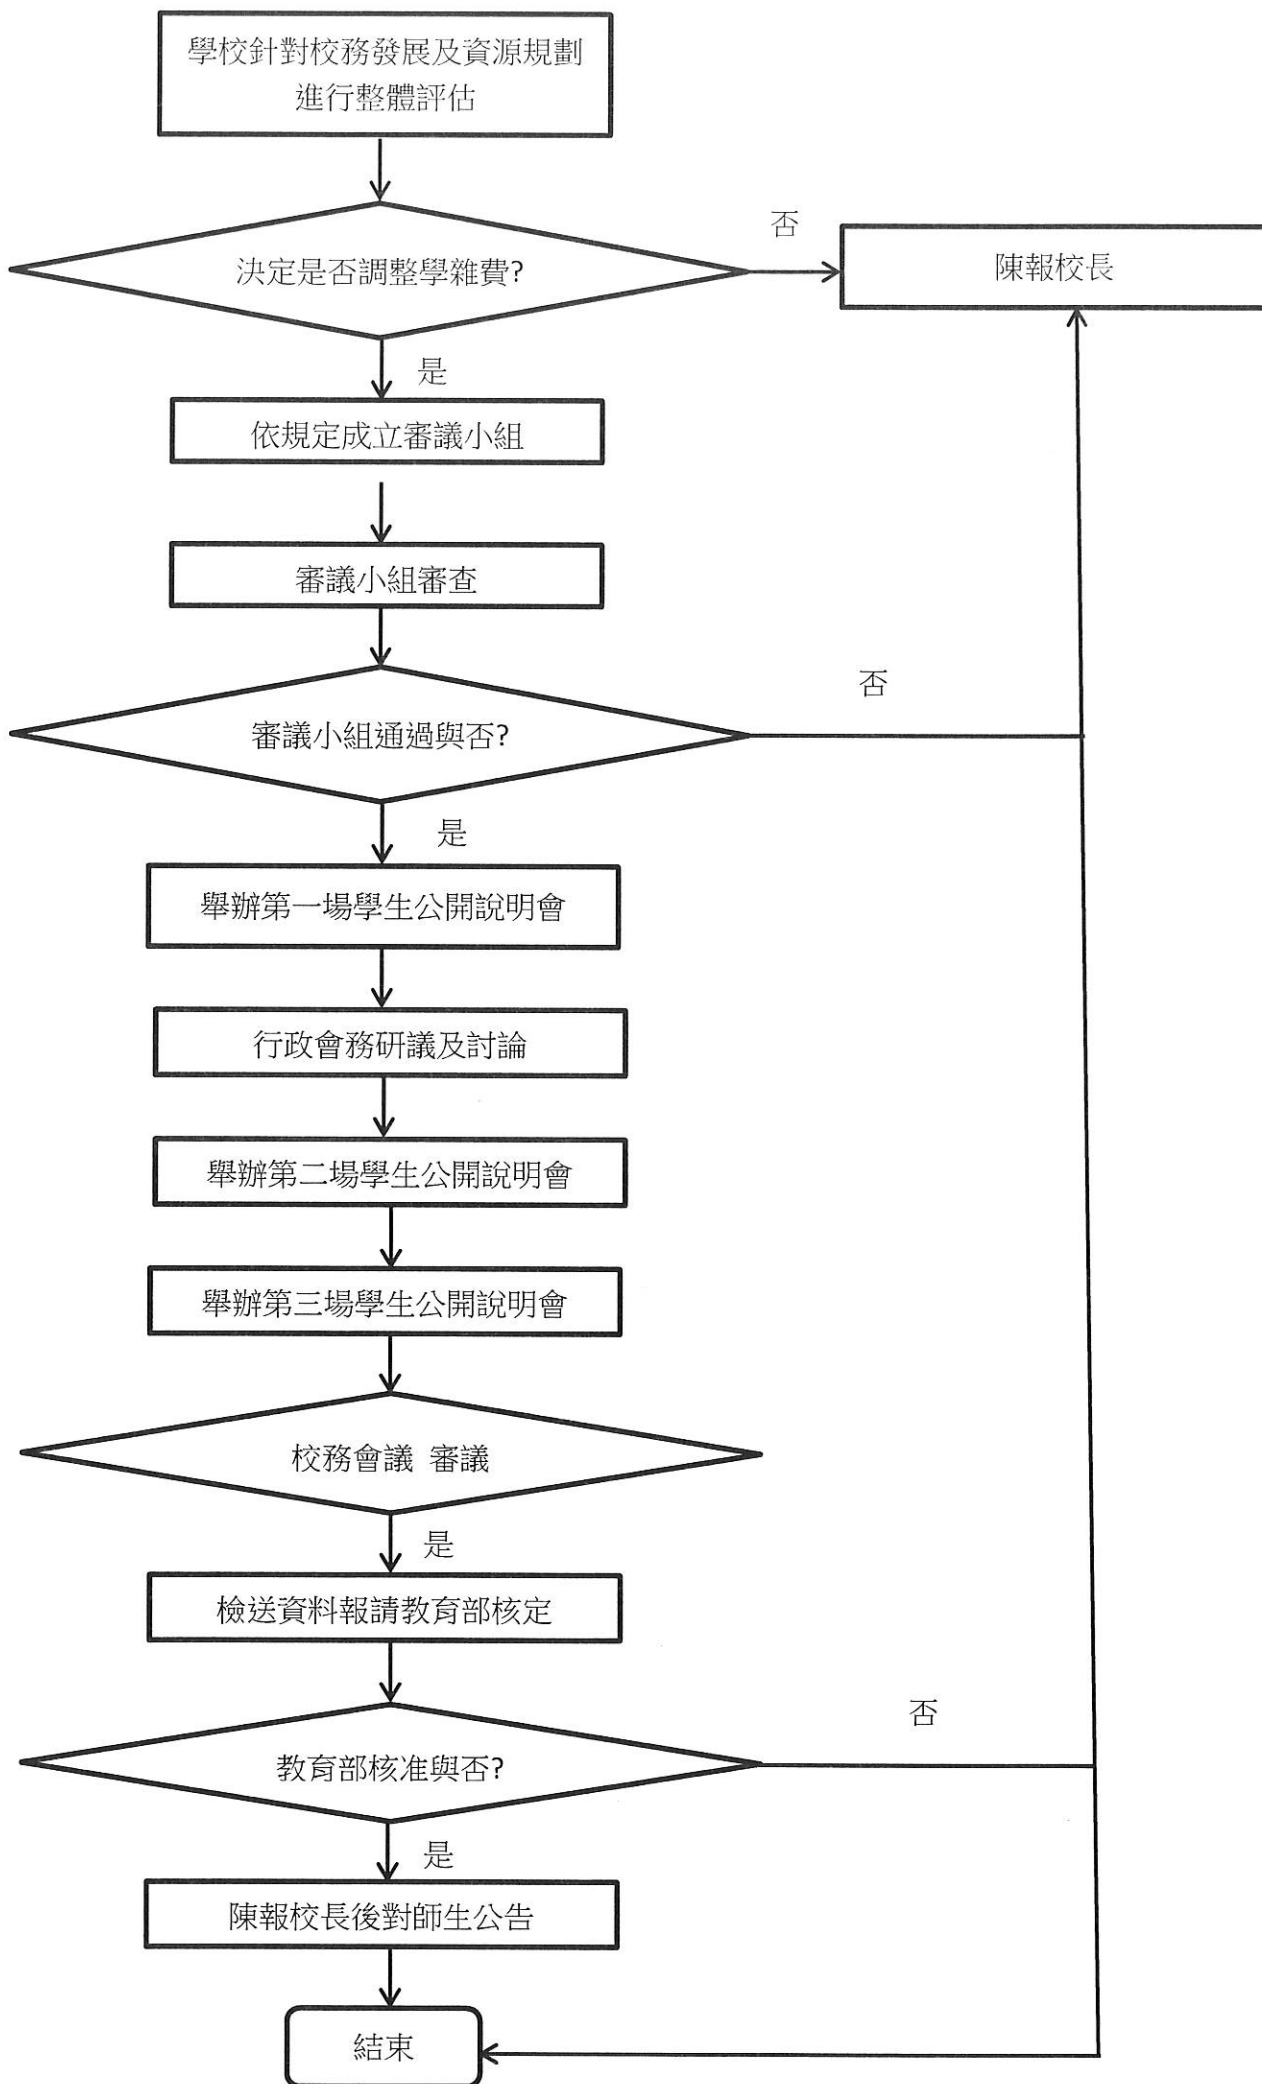 學校針對校務發展及資源規劃
進行整體評估
否
決定是否調整學雜費?
陳報校長
是
依規定成立審議小組
審議小組審查
否
審議小組通過與否?
是
舉辦第一場學生公開說明會
行政會務研議及討論
舉辦第二場學生公開說明會
舉辦第三場學生公開說明會
校務會議 審議
是
檢送資料報請教育部核定
否
教育部核准與否?
是
陳報校長後對師生公告
結束